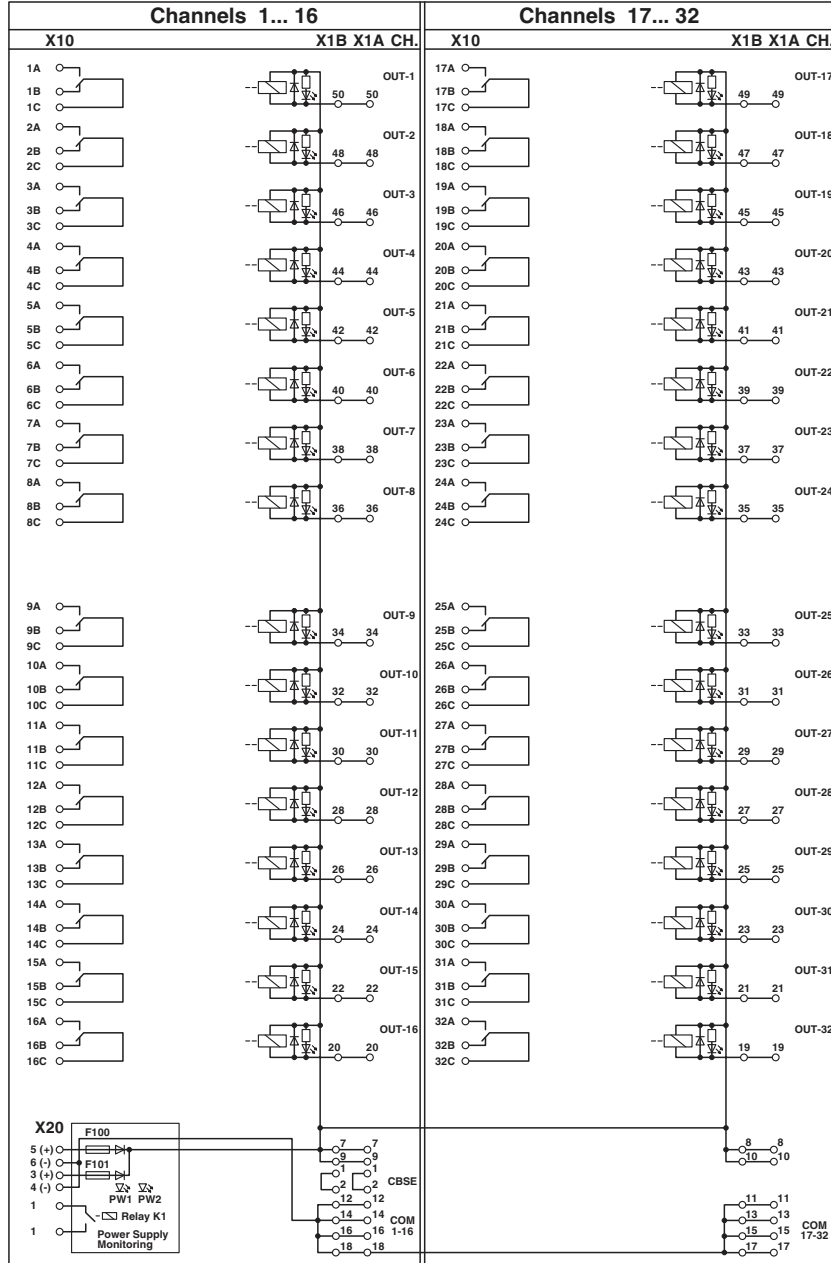 Channels 1... 16 Channels 17... 32
X10 X1B X1A CH. X10 X1B X1A CH.
1A OUT-1 17A OUT-17
1B 50 50 17B 49 49
1C 17C
2A OUT-2 18A OUT-18
2B 48 48 18B 47 47
2C 18C
3A OUT-3 19A OUT-19
3B 46 46 19B 45 45
3C 19C
4A OUT-4 20A OUT-20
4B 44 44 20B 43 43
4C 20C
5A OUT-5 21A OUT-21
5B 42 42 21B 41 41
5C 21C
6A OUT-6 22A OUT-22
6B 40 40 22B 39 39
6C 22C
7A OUT-7 23A OUT-23
7B 38 38 23B 37 37
7C 23C
8A OUT-8 24A OUT-24
8B 36 36 24B 35 35
8C 24C
9A OUT-9 25A OUT-25
9B 34 34 25B 33 33
9C 25C
10A OUT-10 26A OUT-26
10B 32 32 26B 31 31
10C 26C
11A OUT-11 27A OUT-27
11B 30 30 27B 29 29
11C 27C
12A OUT-12 28A OUT-28
12B 28 28 28B 27 27
12C 28C
13A OUT-13 29A OUT-29
13B 26 26 29B 25 25
13C 29C
14A OUT-14 30A OUT-30
14B 24 24 30B 23 23
14C 30C
15A OUT-15 31A OUT-31
15B 22 22 31B 21 21
15C 31C
16A OUT-16 32A OUT-32
16B 20 20 32B 19 19
16C 32C
X20
F100
5 (+) 7 7 8 8
6 (-) 9 9 10 10
F101
3 (+) 1 1
4 (-) 2 2 CBSE
PW1 PW2
1 12 12 11 11
Relay K1 14 14 COM 13 13
1 16 16 1-16 15 15 COM
Power Supply 17-32
Monitoring 18 18 17 17